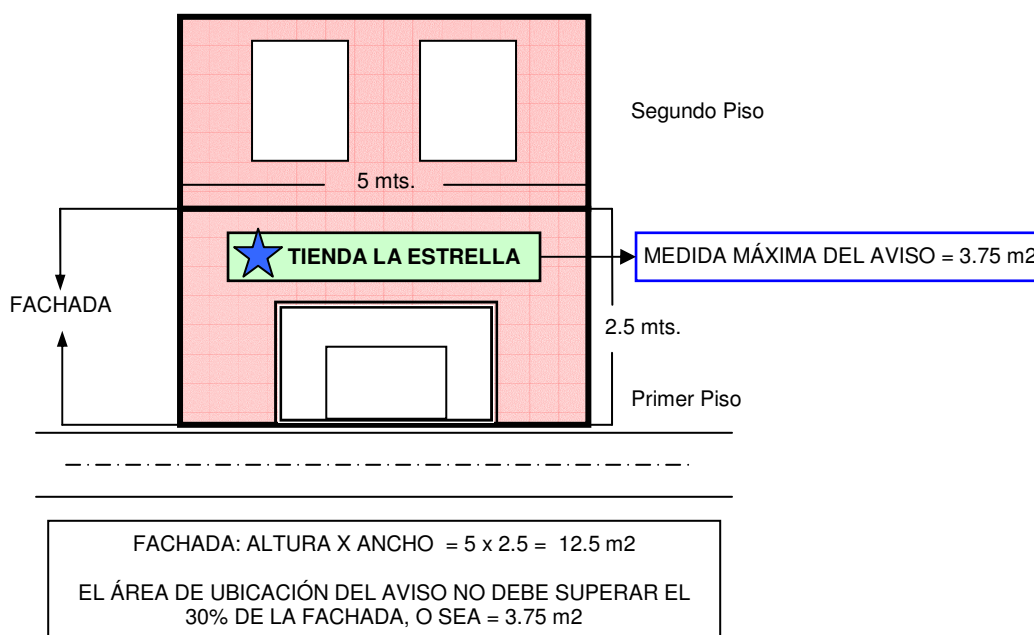 Segundo Piso
5 mts.
TIENDA LA ESTRELLA
MEDIDA MÁXIMA DEL AVISO = 3.75 m2
FACHADA
2.5 mts.
Primer Piso
FACHADA: ALTURA X ANCHO = 5 x 2.5 = 12.5 m2
EL ÁREA DE UBICACIÓN DEL AVISO NO DEBE SUPERAR EL
30% DE LA FACHADA, O SEA = 3.75 m2